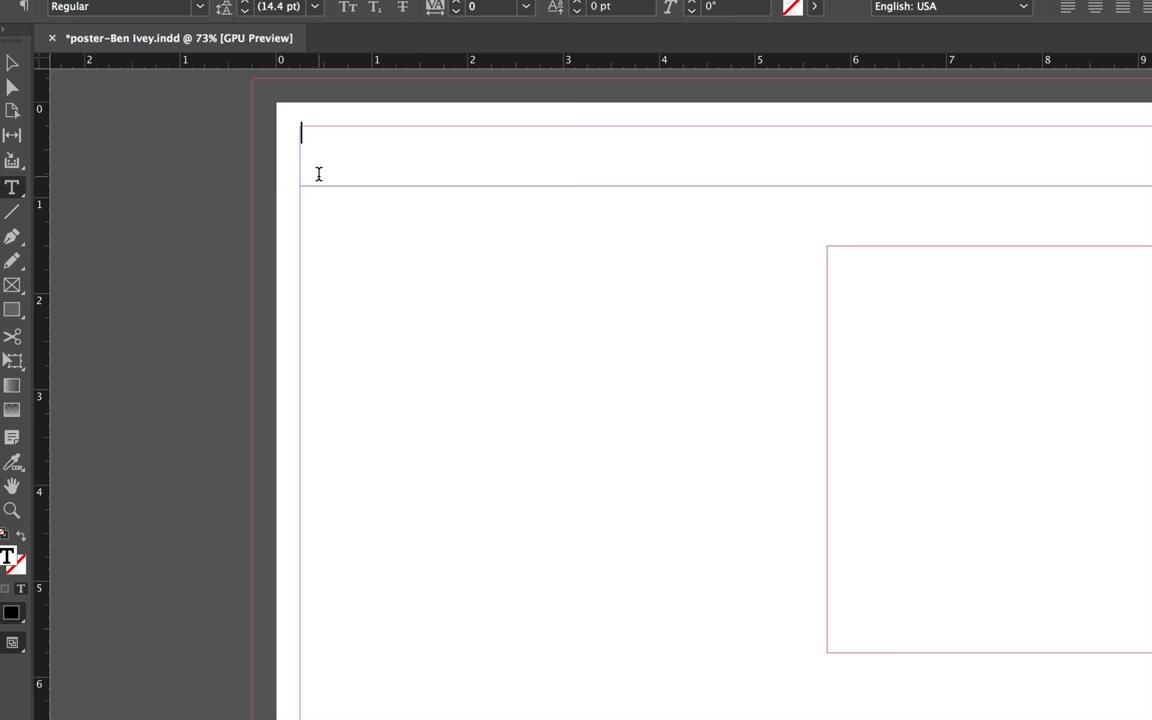 Regular (14.4 pt) 0 0 pt 0° English: USA
× *poster-Ben Ivey.indd @ 73% [GPU Preview]
2 1 0 1 2 3 4 5 6 7 8 9
0
1
2
3
4
5
6